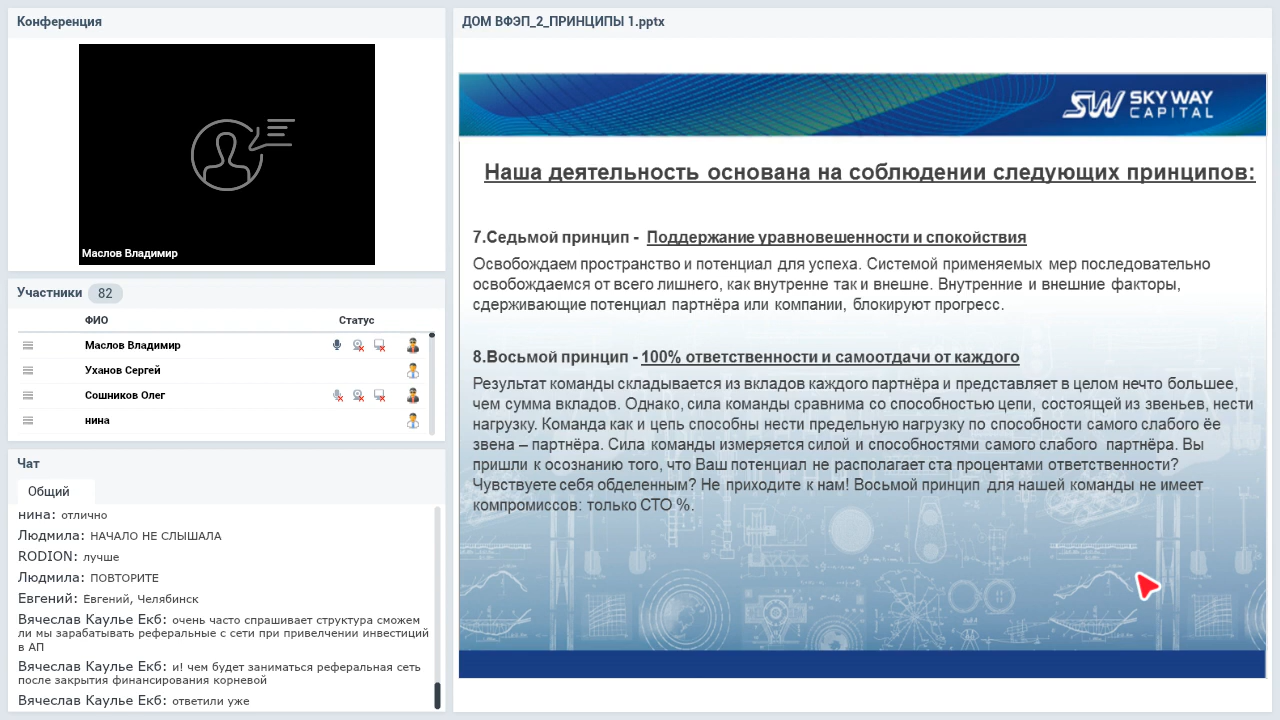 Конференция
Маслов Владимир
Участники 82
ФИО Статус
Маслов Владимир
Уханов Сергей
Сошников Олег
нина
Чат
Общий
нина: отлично
Людмила: НАЧАЛО НЕ СЛЫШАЛА
RODION: лучше
Людмила: ПОВТОРИТЕ
Евгений: Евгений, Челябинск
Вячеслав Каулье Екб: очень часто спрашивает структура сможем
ли мы зарабатывать реферальные с сети при привелчении инвестиций
в АП
Вячеслав Каулье Екб: и! чем будет заниматься реферальная сеть
после закрытия финансирования корневой
Вячеслав Каулье Екб: ответили уже
ДОМ ВФЭП_2_ПРИНЦИПЫ 1.pptx
SW SKY WAY
CAPITAL
Наша деятельность основана на соблюдении следующих принципов:
7.Седьмой принцип - Поддержание уравновешенности и спокойствия
Освобождаем пространство и потенциал для успеха. Системой применяемых мер последовательно
освобождаемся от всего лишнего, как внутренне так и внешне. Внутренние и внешние факторы,
сдерживающие потенциал партнёра или компании, блокируют прогресс.
8.Восьмой принцип - 100% ответственности и самоотдачи от каждого
Результат команды складывается из вкладов каждого партнёра и представляет в целом нечто большее,
чем сумма вкладов. Однако, сила команды сравнима со способностью цепи, состоящей из звеньев, нести
нагрузку. Команда как и цепь способны нести предельную нагрузку по способности самого слабого ёе
звена – партнёра. Сила команды измеряется силой и способностями самого слабого партнёра. Вы
пришли к осознанию того, что Ваш потенциал не располагает ста процентами ответственности?
Чувствуете себя обделенным? Не приходите к нам! Восьмой принцип для нашей команды не имеет
компромиссов: только СТО %.